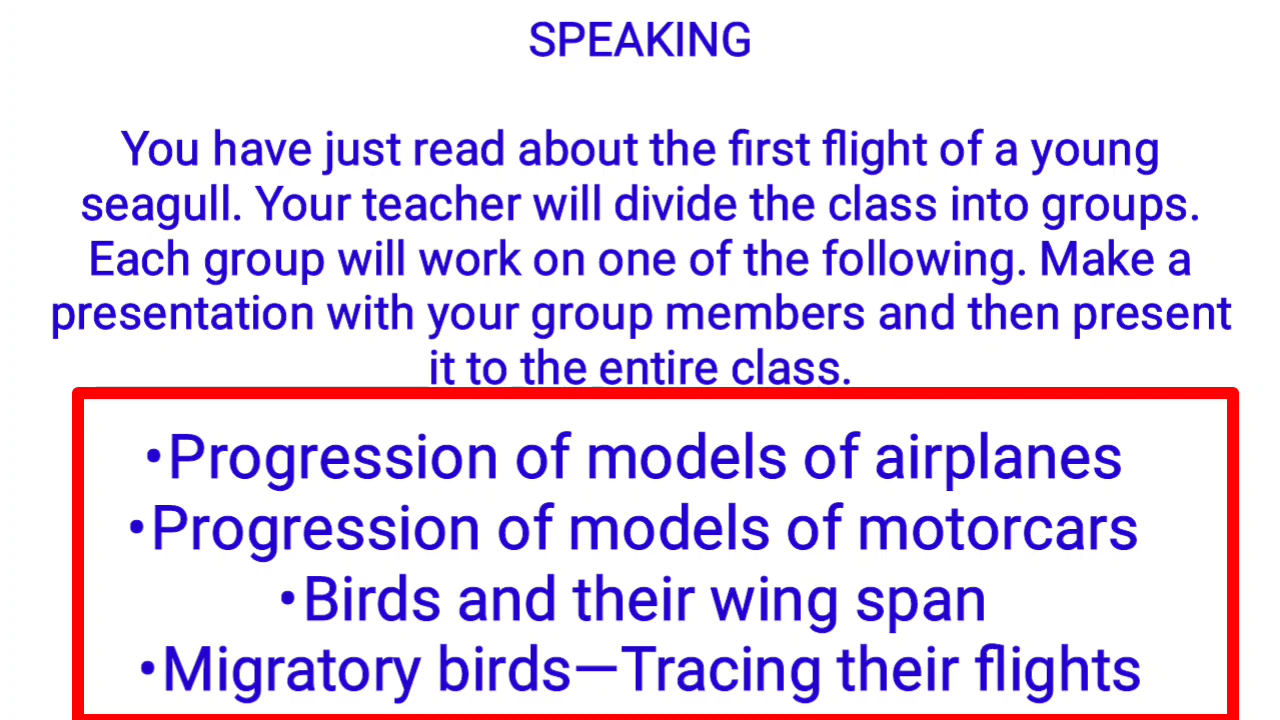 SPEAKING
You have just read about the first flight of a young
seagull. Your teacher will divide the class into groups.
Each group will work on one of the following. Make a
presentation with your group members and then present
it to the entire class.
•Progression of models of airplanes
•Progression of models of motorcars
•Birds and their wing span
•Migratory birds—Tracing their flights